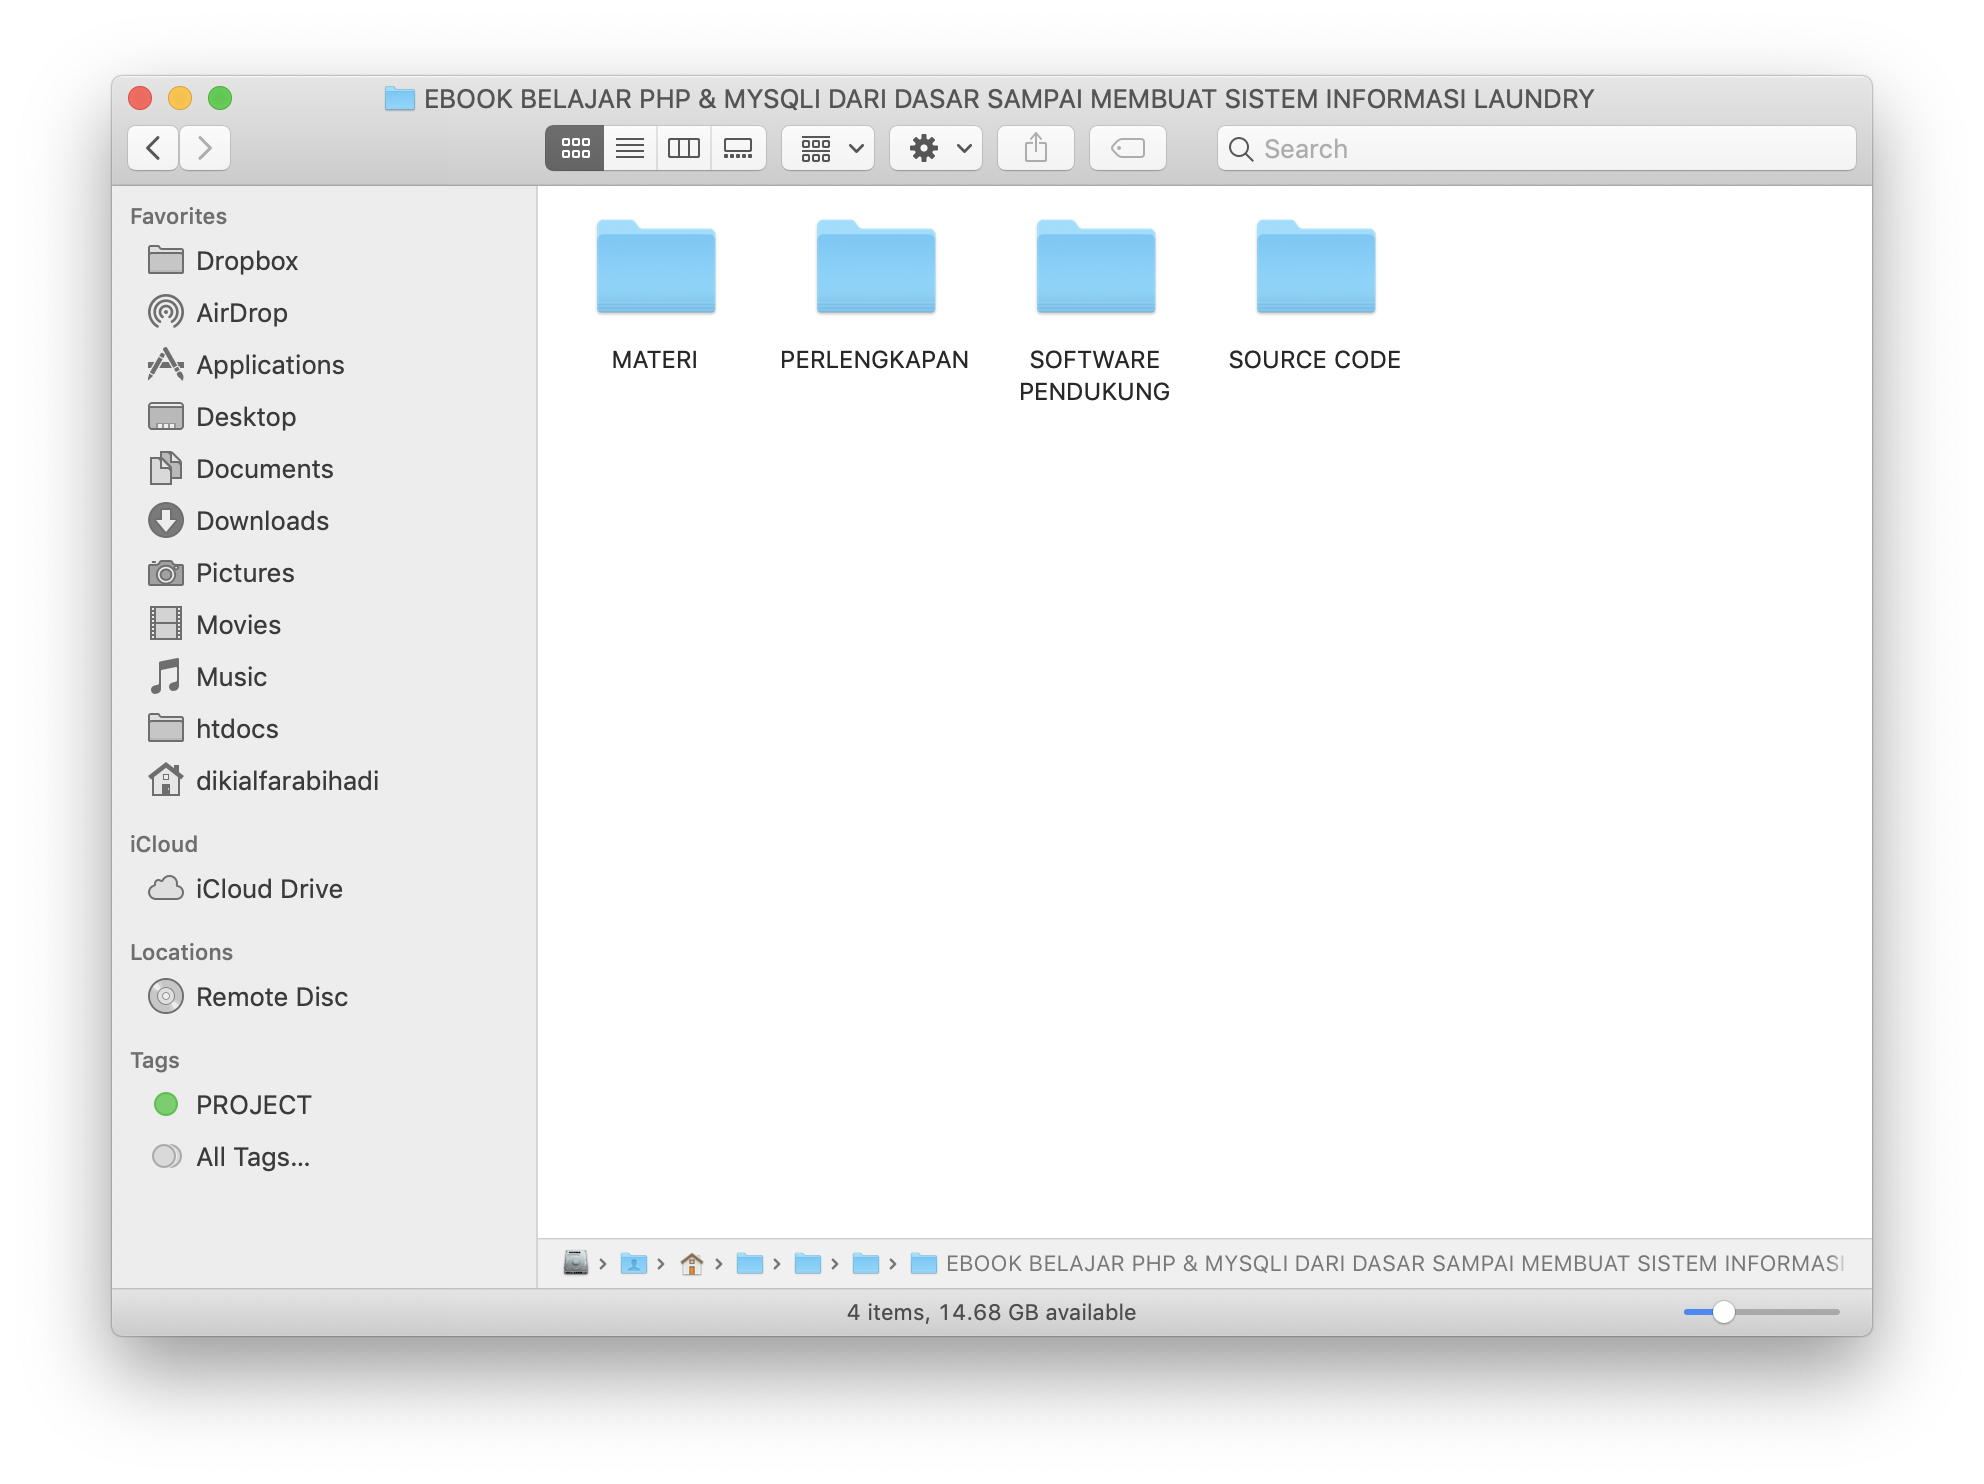 EBOOK BELAJAR PHP & MYSQLI DARI DASAR SAMPAI MEMBUAT SISTEM INFORMASI LAUNDRY
Search
Favorites
Dropbox
AirDrop
Applications
Desktop
Documents
Downloads
Pictures
Movies
Music
htdocs
dikialfarabihadi
iCloud
iCloud Drive
Locations
Remote Disc
Tags
PROJECT
All Tags...
MATERI
PERLENGKAPAN
SOFTWARE
PENDUKUNG
SOURCE CODE
EBOOK BELAJAR PHP & MYSQLI DARI DASAR SAMPAI MEMBUAT SISTEM INFORMASI
4 items, 14.68 GB available